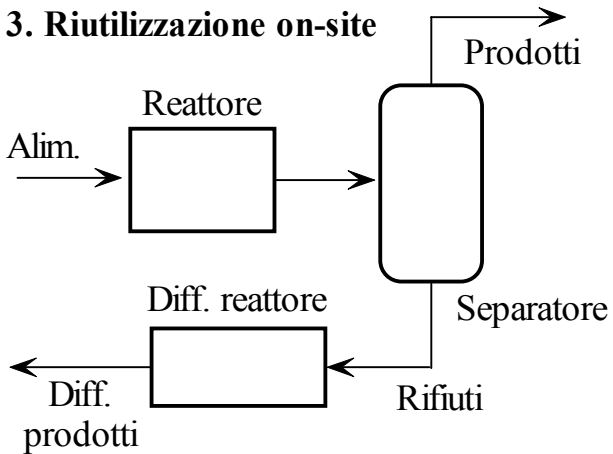 3. Riutilizzazione on-site
Prodotti
Reattore
Alim.
Diff. reattore
Separatore
Rifiuti
Diff.
prodotti